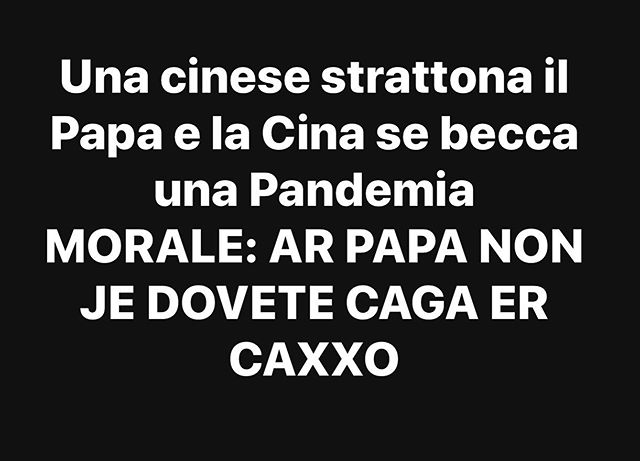 Una cinese strattona il
Papa e la Cina se becca
una Pandemia
MORALE: AR PAPA NON
JE DOVETE CAGA ER
CAXXO